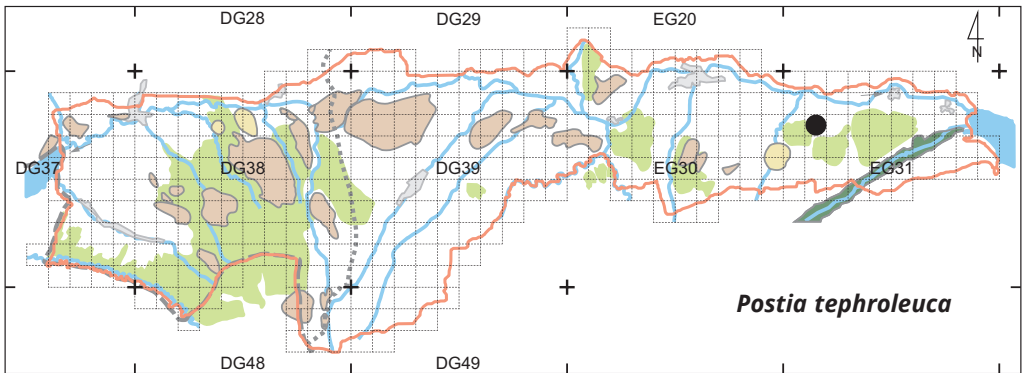 DG28 DG29 EG20
N
DG37 DG38 DG39 EG30 EG31
Postia tephroleuca
DG48 DG49